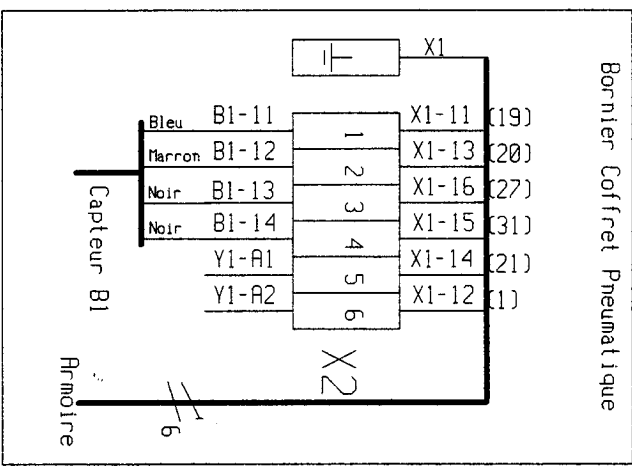 X1
Bornier Coffret Pneumatique
Bleu B1-11 1 X1-11 (19)
Marron B1-12 2 X1-13 (20)
Noir B1-13 3 X1-16 (27)
Noir B1-14 4 X1-15 (31)
Y1-A1 5 X1-14 (21)
Y1-A2 6 X1-12 (1)
Capteur B1
X2
Armoire
6